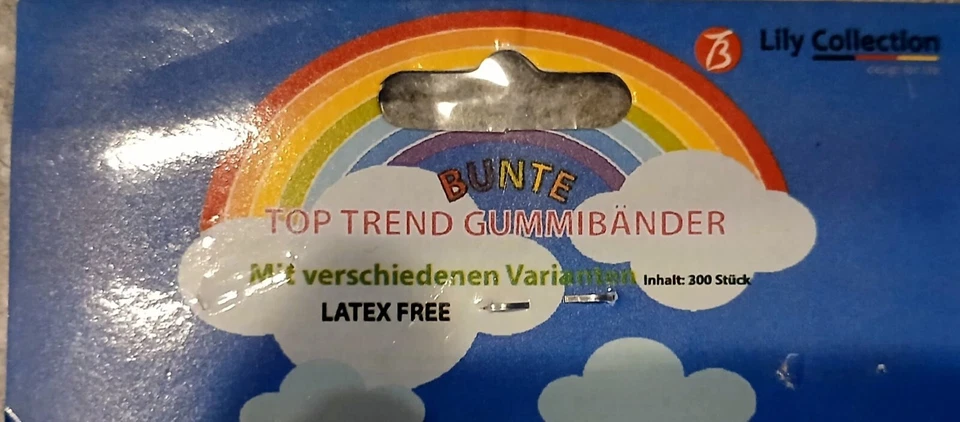 Lily Collection
BUNTE
TOP TREND GUMMIBÄNDER
Mit verschiedenen Varianten Inhalt: 300 Stück
LATEX FREE